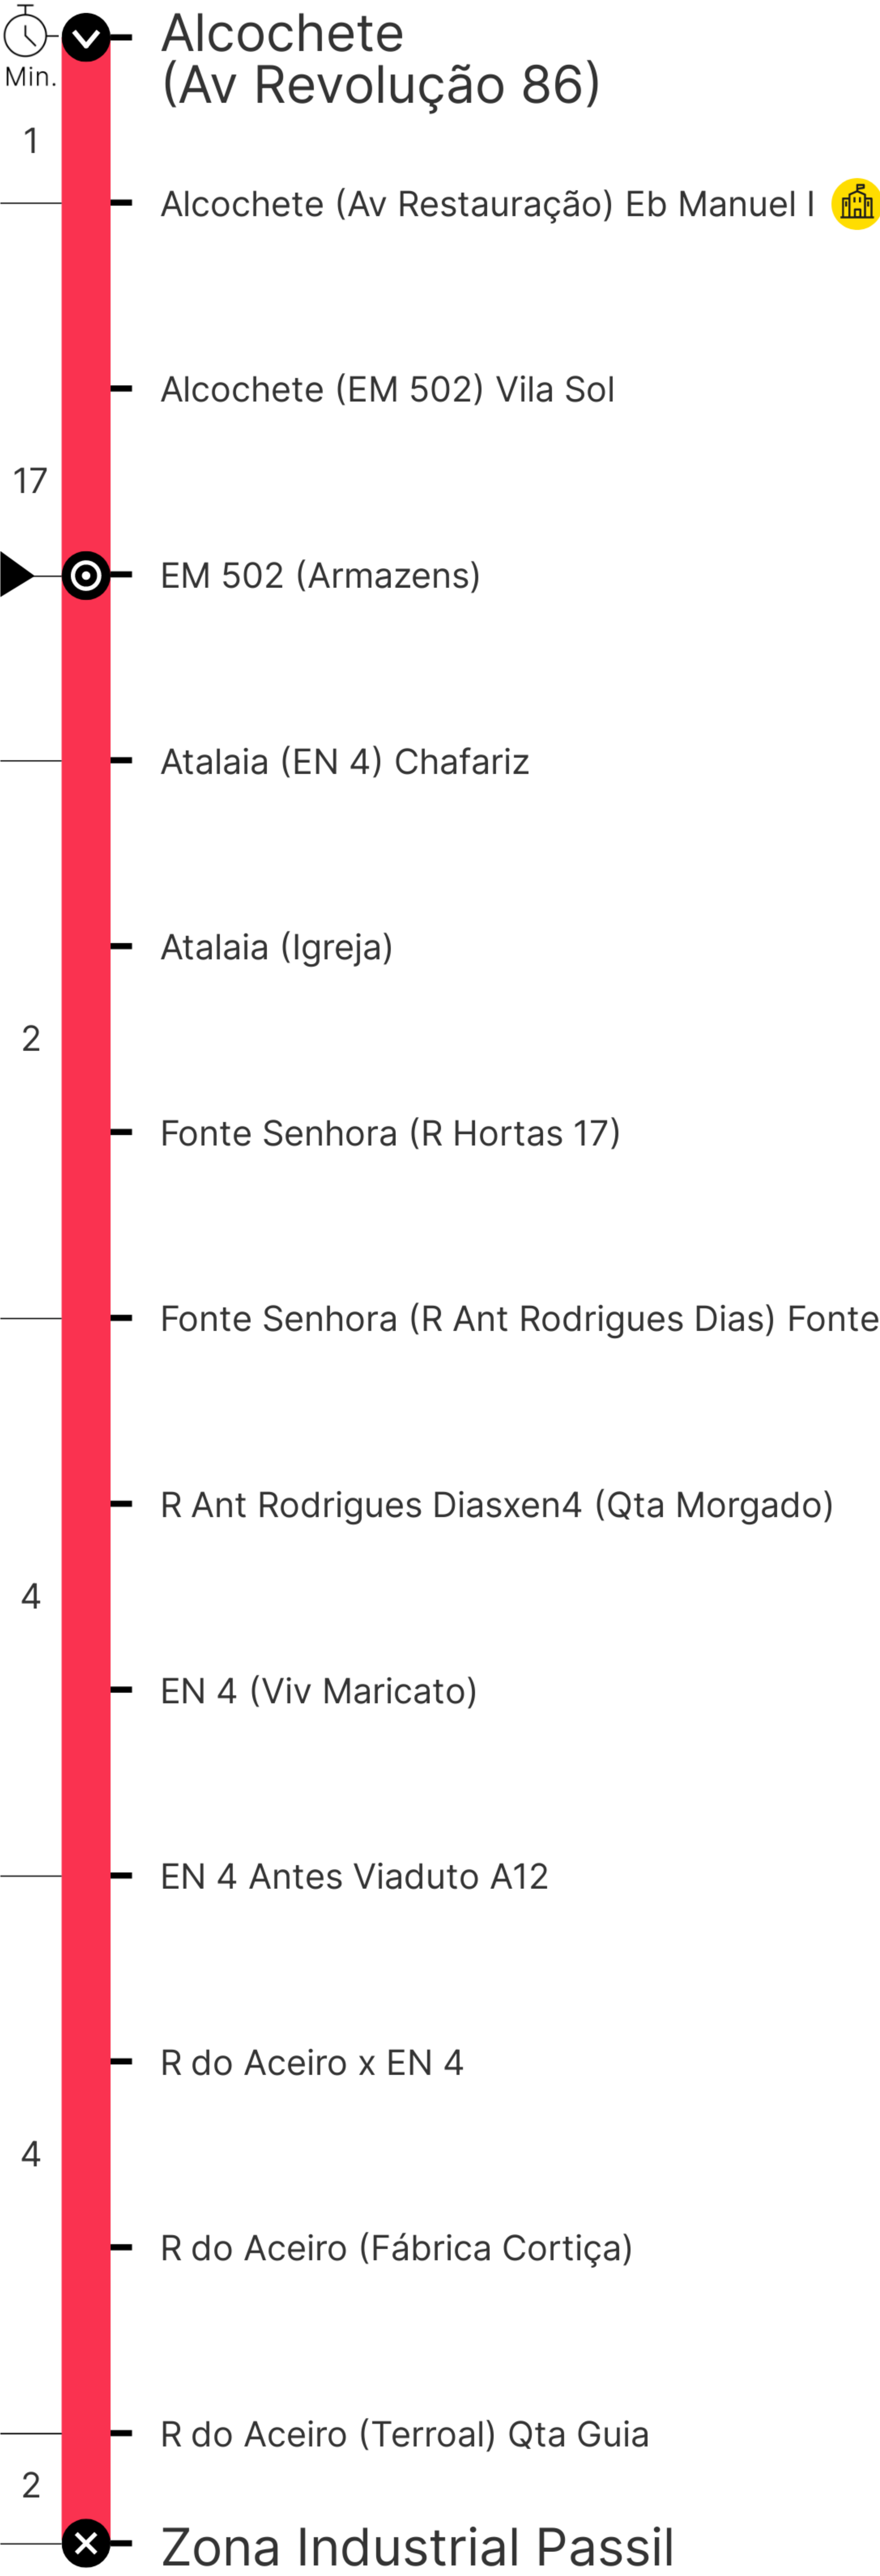 Min.
Alcochete
(Av Revolução 86)
1
Alcochete (Av Restauração) Eb Manuel I
Alcochete (EM 502) Vila Sol
17
EM 502 (Armazens)
Atalaia (EN 4) Chafariz
Atalaia (Igreja)
2
Fonte Senhora (R Hortas 17)
Fonte Senhora (R Ant Rodrigues Dias) Fonte
R Ant Rodrigues Diasxen4 (Qta Morgado)
4
EN 4 (Viv Maricato)
EN 4 Antes Viaduto A12
R do Aceiro x EN 4
4
R do Aceiro (Fábrica Cortiça)
R do Aceiro (Terroal) Qta Guia
2
Zona Industrial Passil